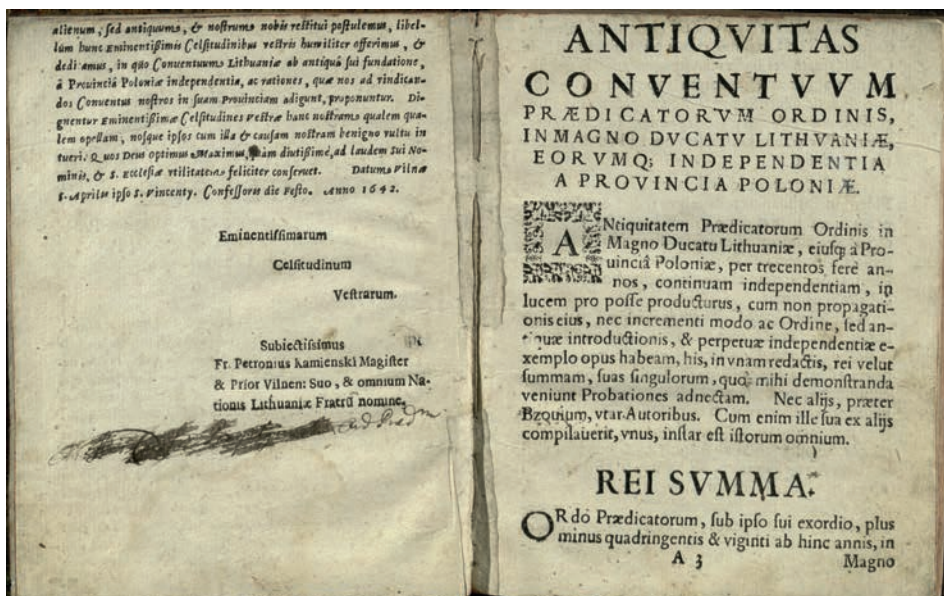 alienum, sed antiquum, & nostrum nobis restitui postulemus, libel-
lum hunc Eminentissimis Celsitudinibus vestris humiliter offerimus, &
dedicamus, in quo Conventuum Lithuaniæ ab antiquâ sui fundatione,
â Provinciâ Poloniæ independentia, ac rationes, quæ nos ad vindican-
dos Conventus nostros in suam Provinciam adigunt, proponuntur. Di-
gnentur Eminentissimæ Celsitudines Vestræ hanc nostram qualem qua-
lem opellam, nosque ipsos cum illa & causam nostram benigno vultu in
tueri. Quos Deus optimus Maximus, quàm diutissimè, ad laudem sui No-
minis, & S. Ecclesiæ vtilitatem feliciter conservet. Datum Vilnæ
5. Aprilis ipso S. Vincenty. Confessoris die Festo. Anno 1642.
Eminentissimarum
Celsitudinum
Vestrarum.
Subiectissimus
Fr. Petronius Kamienski Magister
& Prior Vilnen: Suo, & omnium Na-
tionis Lithuaniæ Fratrũ nomine.
ANTIQVITAS
CONVENTVVM
PRÆDICATORVM ORDINIS,
IN MAGNO DVCATV LITHVANIÆ,
EORVMQ; INDEPENDENTIA
A PROVINCIA POLONIÆ.
ANtiquitatem Prædicatorum Ordinis in
Magno Ducatu Lithuaniæ, eiusq; â Pro-
uinciâ Poloniæ, per trecentos ferè an-
nos, continuam independentiam, in
lucem pro posse producturus, cum non propagati-
onis eius, nec incrementi modo ac Ordine, sed an-
tiquæ introductionis, & perpetuæ independentiæ e-
xemplo opus habeam, his, in vnam redactis, rei velut
summam, suas singulorum, quæ mihi demonstranda
veniunt Probationes adnectam. Nec alijs, præter
Bzouium, vtar Autoribus. Cum enim ille sua ex alijs
compilauerit, vnus, instar est istorum omnium.
REI SVMMA.
ORdo Prædicatorum, sub ipso sui exordio, plus
minus quadringentis & viginti ab hinc annis, in
A 3 Magno